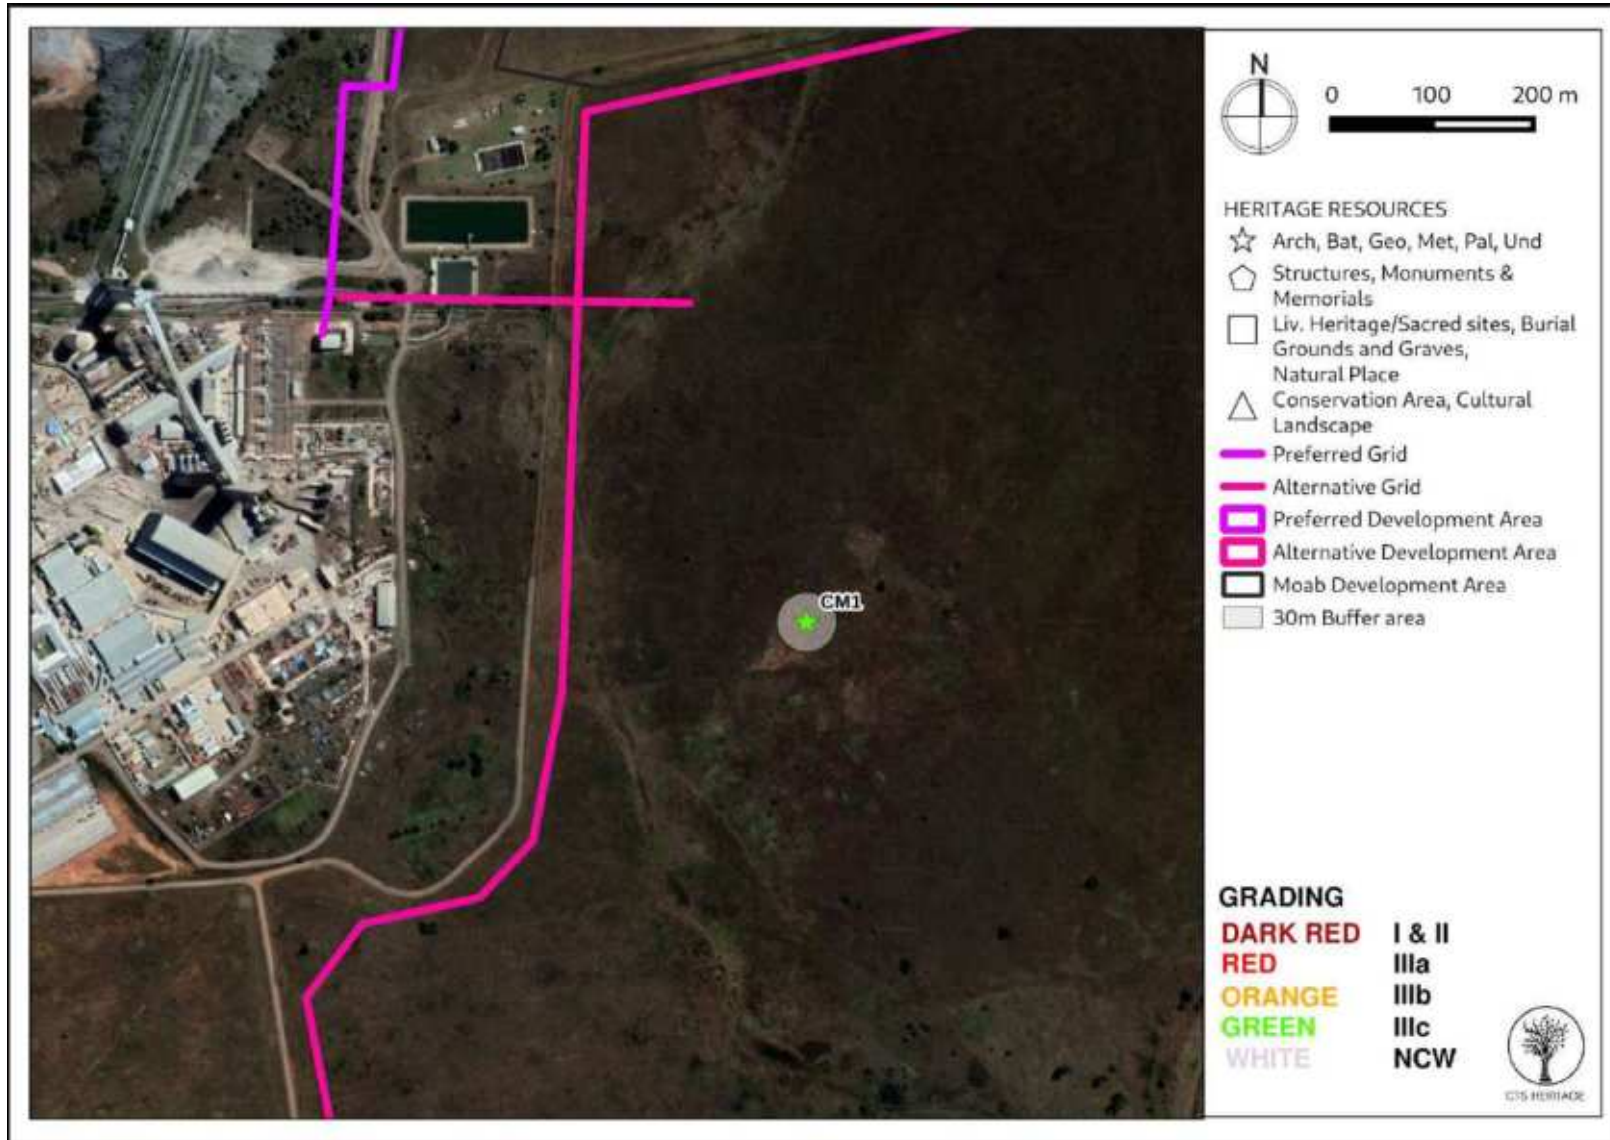 N
0 100 200 m
HERITAGE RESOURCES
Arch, Bat, Geo, Met, Pal, Und
Structures, Monuments &
Memorials
Liv. Heritage/Sacred sites, Burial
Grounds and Graves,
Natural Place
Conservation Area, Cultural
Landscape
Preferred Grid
Alternative Grid
Preferred Development Area
Alternative Development Area
Moab Development Area
30m Buffer area
CM1
GRADING
DARK RED I & II
RED IIIa
ORANGE IIIb
GREEN IIIc
WHITE NCW
CTS HERITAGE